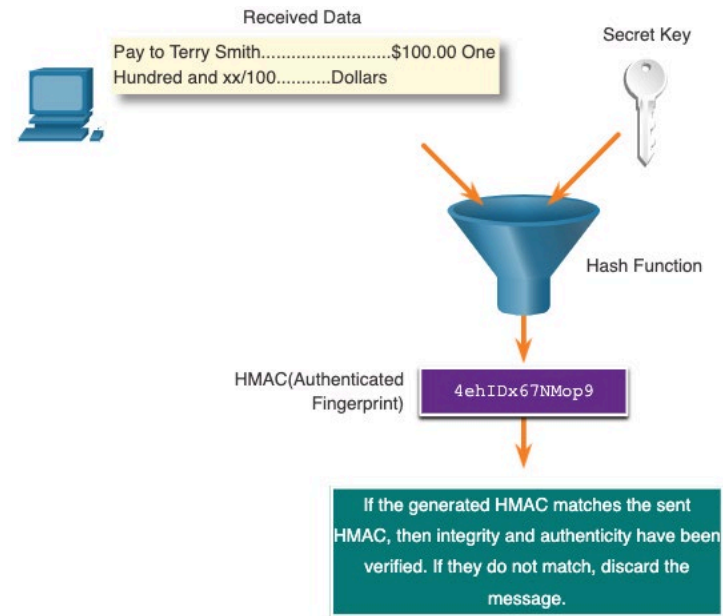 Received Data
Pay to Terry Smith..........................$100.00 One
Hundred and xx/100...........Dollars
Secret Key
Hash Function
HMAC(Authenticated
Fingerprint)
4ehIDx67NMop9
If the generated HMAC matches the sent
HMAC, then integrity and authenticity have been
verified. If they do not match, discard the
message.